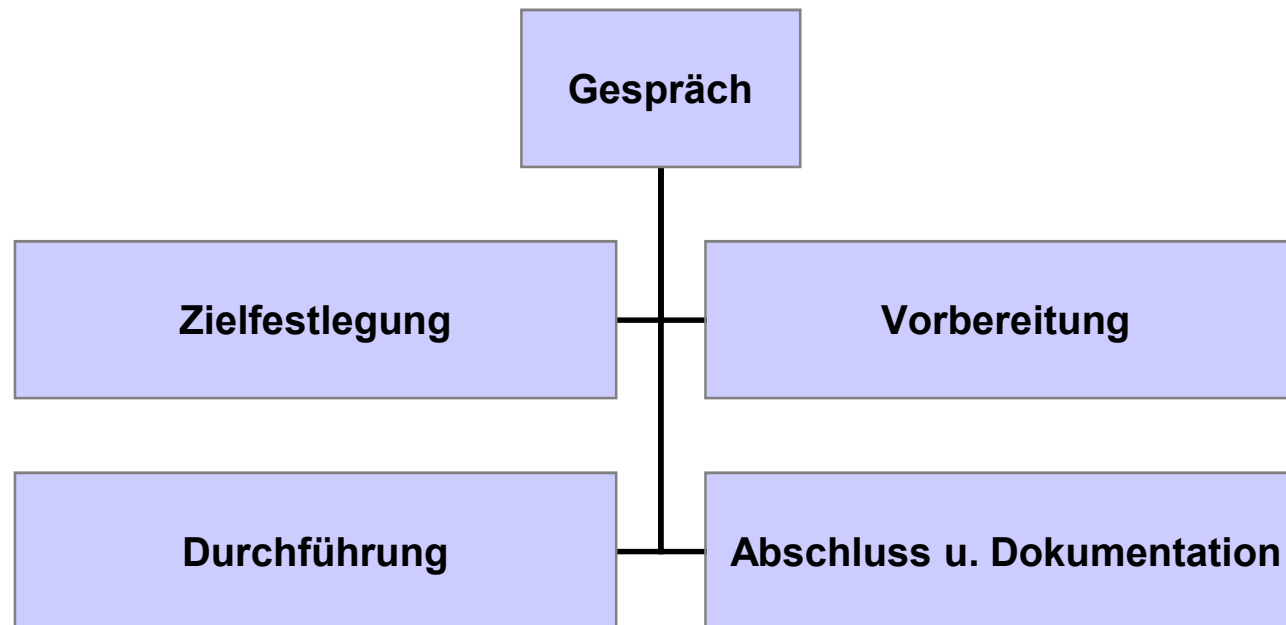 Gespräch
Zielfestlegung
Vorbereitung
Durchführung
Abschluss u. Dokumentation